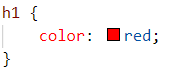 h1 {
    color: red;
}